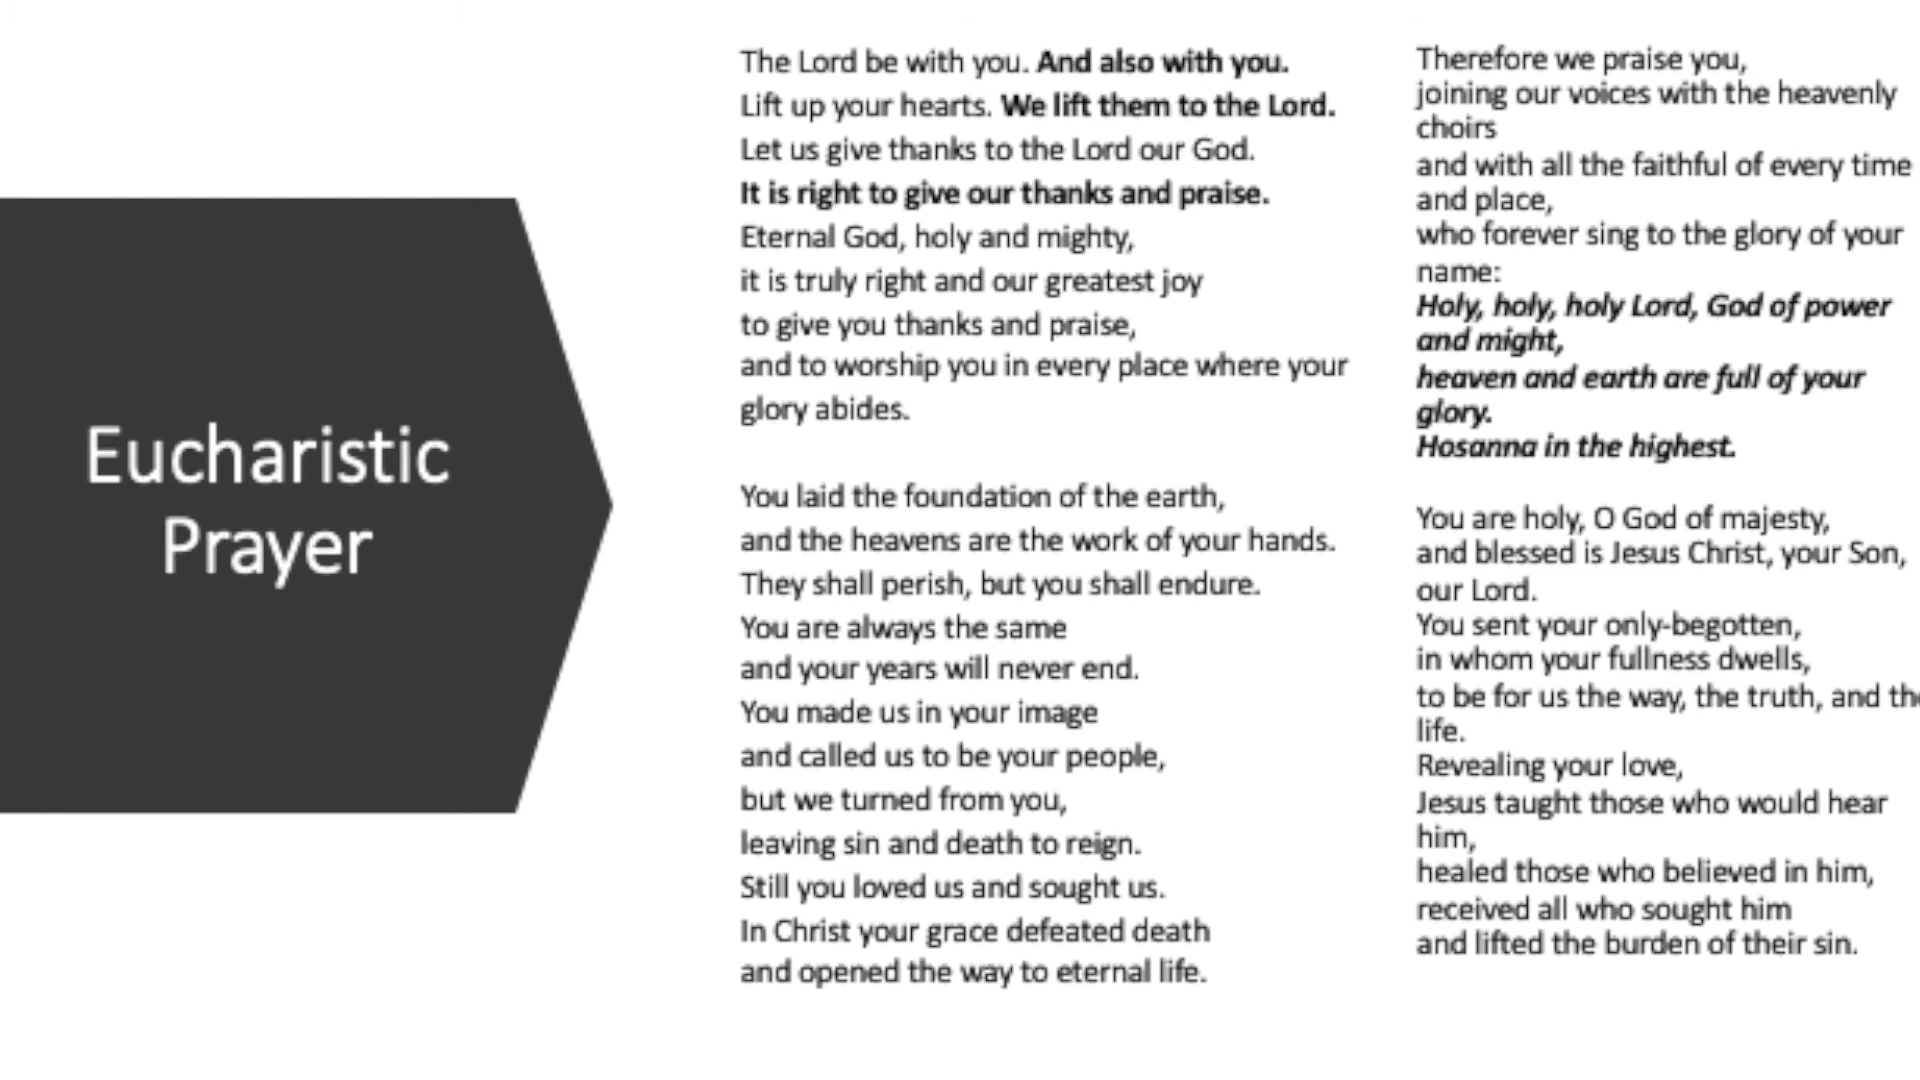 Eucharistic
Prayer
The Lord be with you. And also with you.
Lift up your hearts. We lift them to the Lord.
Let us give thanks to the Lord our God.
It is right to give our thanks and praise.
Eternal God, holy and mighty,
it is truly right and our greatest joy
to give you thanks and praise,
and to worship you in every place where your
glory abides.
You laid the foundation of the earth,
and the heavens are the work of your hands.
They shall perish, but you shall endure.
You are always the same
and your years will never end.
You made us in your image
and called us to be your people,
but we turned from you,
leaving sin and death to reign.
Still you loved us and sought us.
In Christ your grace defeated death
and opened the way to eternal life.
Therefore we praise you,
joining our voices with the heavenly
choirs
and with all the faithful of every time
and place,
who forever sing to the glory of your
name:
Holy, holy, holy Lord, God of power
and might,
heaven and earth are full of your
glory.
Hosanna in the highest.
You are holy, O God of majesty,
and blessed is Jesus Christ, your Son,
our Lord.
You sent your only-begotten,
in whom your fullness dwells,
to be for us the way, the truth, and the
life.
Revealing your love,
Jesus taught those who would hear
him,
healed those who believed in him,
received all who sought him
and lifted the burden of their sin.